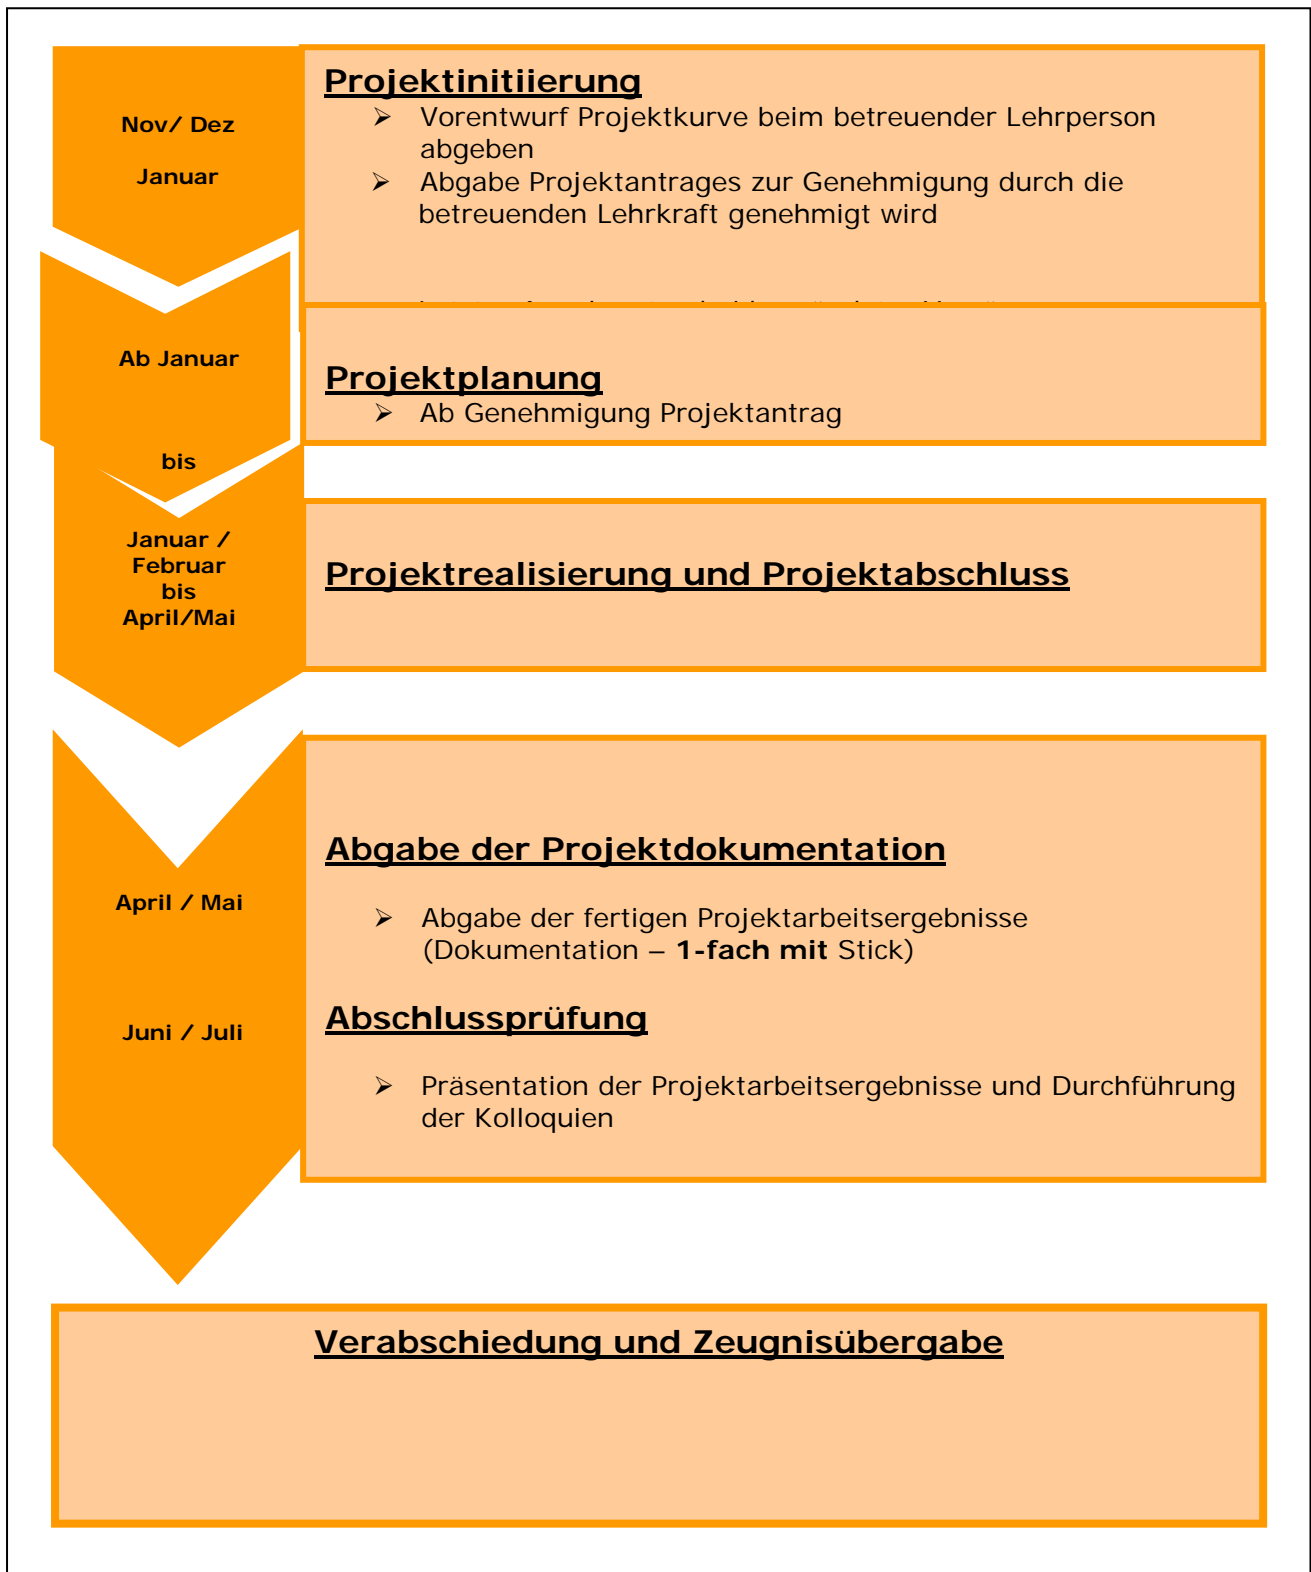 Nov/ Dez
Januar
Projektinitiierung
➢ Vorentwurf Projektkurve beim betreuender Lehrperson
abgeben
➢ Abgabe Projektantrages zur Genehmigung durch die
betreuenden Lehrkraft genehmigt wird
Ab Januar
bis
Projektplanung
➢ Ab Genehmigung Projektantrag
Januar /
Februar
bis
April/Mai
Projektrealisierung und Projektabschluss
April / Mai
Abgabe der Projektdokumentation
➢ Abgabe der fertigen Projektarbeitsergebnisse
(Dokumentation – 1-fach mit Stick)
Juni / Juli
Abschlussprüfung
➢ Präsentation der Projektarbeitsergebnisse und Durchführung
der Kolloquien
Verabschiedung und Zeugnisübergabe